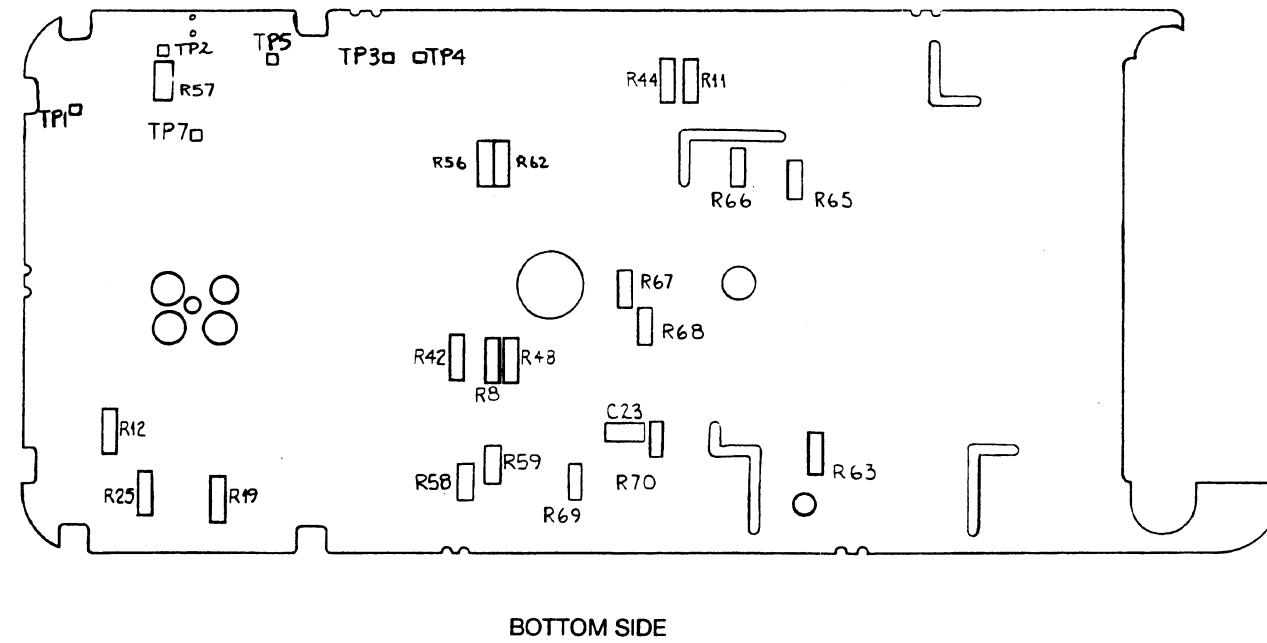 TP2
TP5
TP3
TP4
R57
R44
R11
TP1
TP7
R56
R62
R66
R65
R67
R68
R42
R48
R8
C23
R12
R59
R58
R70
R63
R25
R19
R69
BOTTOM SIDE